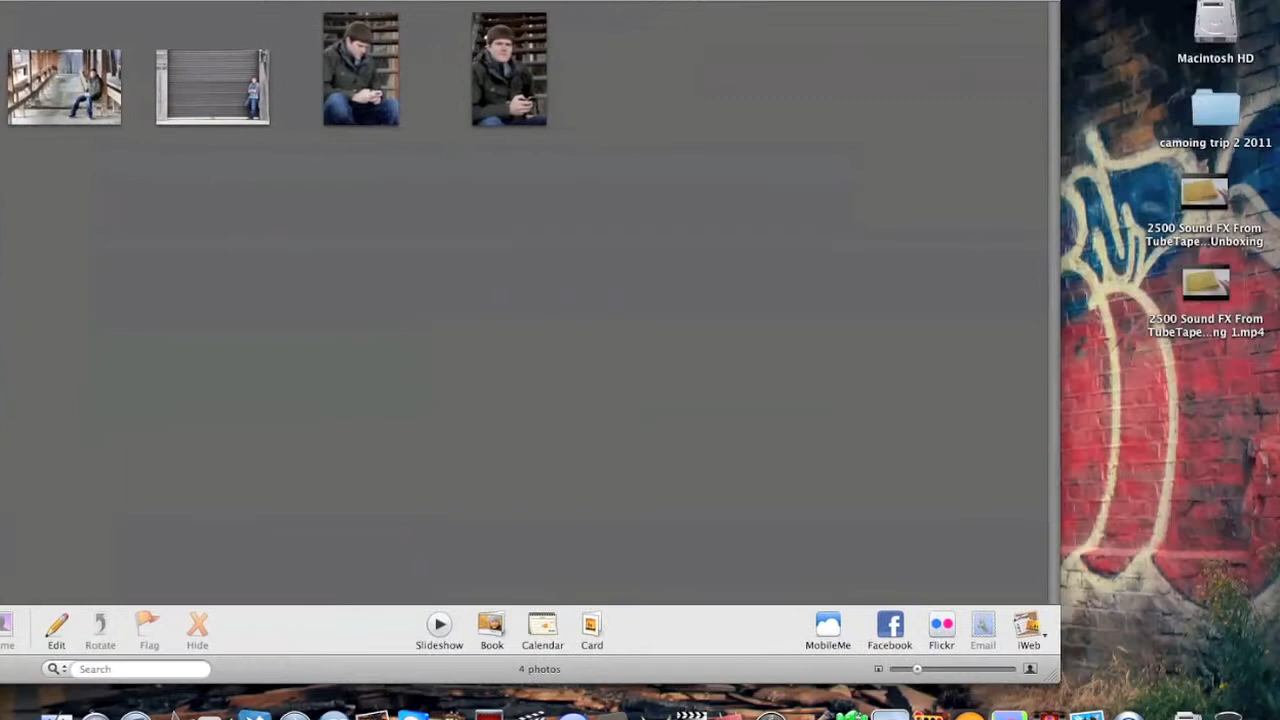 Macintosh HD
camoing trip 2 2011
2500 Sound FX From
TubeTape...Unboxing
2500 Sound FX From
TubeTape...ng 1.mp4
me
Edit
Rotate
Flag
Hide
Slideshow
Book
Calendar
Card
MobileMe
Facebook
Flickr
Email
iWeb
Search
4 photos